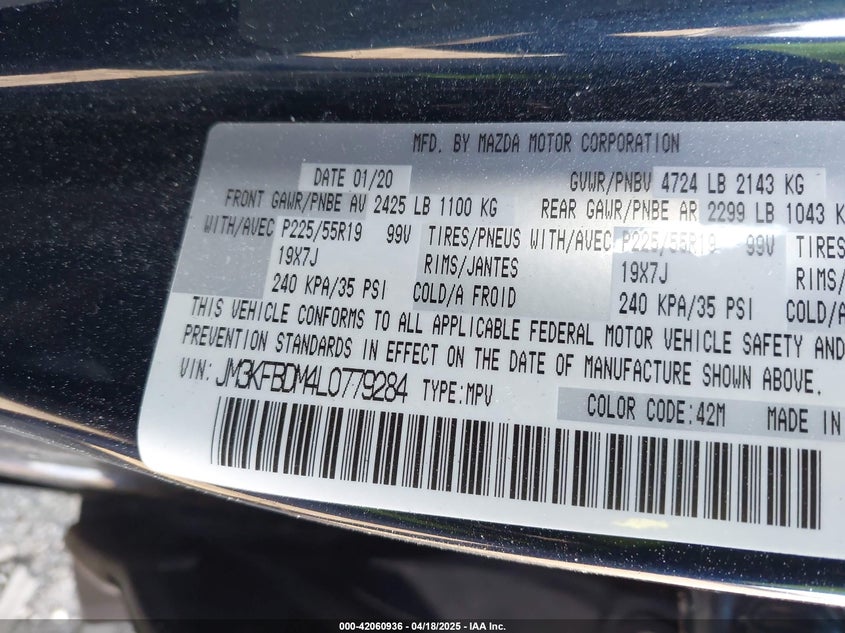 MFD. BY MAZDA MOTOR CORPORATION
DATE 01/20 GVWR/PNBV 4724 LB 2143 KG
FRONT GAWR/PNBE AV 2425 LB 1100 KG REAR GAWR/PNBE AR 2299 LB 1043 K
WITH/AVEC P225/55R19 99V TIRES/PNEUS WITH/AVEC P225/55R19 99V TIRES
19X7J RIMS/JANTES 19X7J RIMS/
240 KPA/35 PSI COLD/A FROID 240 KPA/35 PSI COLD/A
THIS VEHICLE CONFORMS TO ALL APPLICABLE FEDERAL MOTOR VEHICLE SAFETY AND
PREVENTION STANDARDS IN EFFECT ON THE DATE OF MANUFACTURE SHOWN ABOVE.
VIN: JM3KFBDM4L0779284 TYPE:MPV
COLOR CODE:42M MADE IN
000-42060936 - 04/18/2025 - IAA Inc.